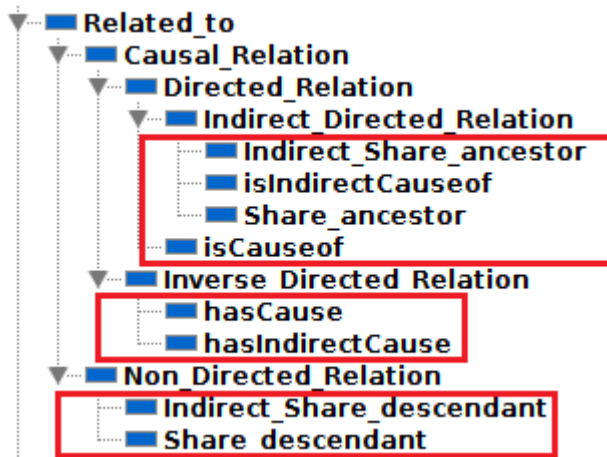 Related_to
Causal_Relation
Directed_Relation
Indirect_Directed_Relation
Indirect_Share_ancestor
isIndirectCauseof
Share_ancestor
isCauseof
Inverse_Directed_Relation
hasCause
hasIndirectCause
Non_Directed_Relation
Indirect_Share_descendant
Share_descendant